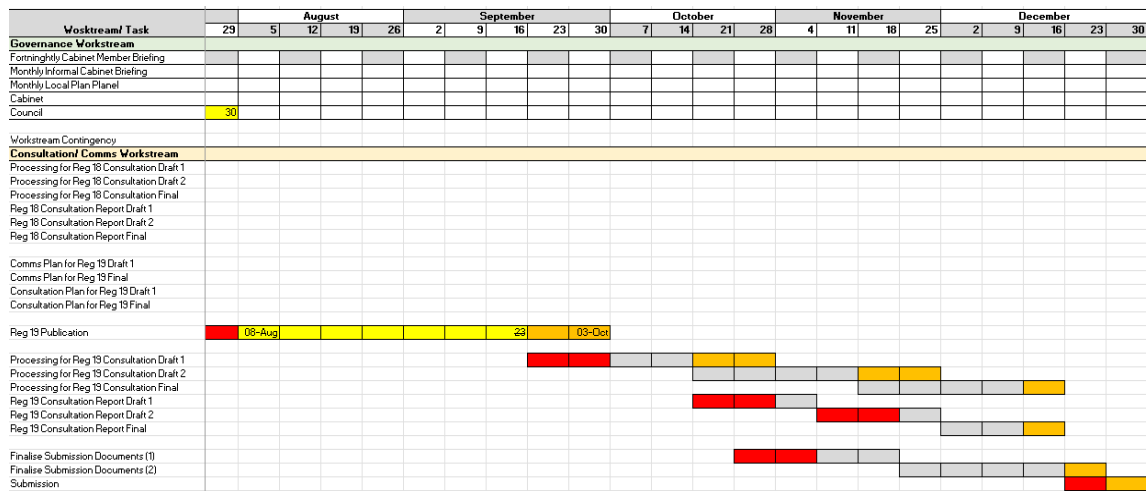 August September October November December
Wosktream/ Task 29 5 12 19 26 2 9 16 23 30 7 14 21 28 4 11 18 25 2 9 16 23 30
Governance Workstream
Fortninghtly Cabinet Member Briefing
Monthly Informal Cabinet Briefing
Monthly Local Plan Planel
Cabinet
Council 30
Workstream Contingency
Consultation/ Comms Workstream
Processing for Reg 18 Consultation Draft 1
Processing for Reg 18 Consultation Draft 2
Processing for Reg 18 Consultation Final
Reg 18 Consultation Report Draft 1
Reg 18 Consultation Report Draft 2
Reg 18 Consultation Report Final
Comms Plan for Reg 19 Draft 1
Comms Plan for Reg 19 Final
Consultation Plan for Reg 19 Draft 1
Consultation Plan for Reg 19 Final
Reg 19 Publication 08-Aug 23 03-Oct
Processing for Reg 19 Consultation Draft 1
Processing for Reg 19 Consultation Draft 2
Processing for Reg 19 Consultation Final
Reg 19 Consultation Report Draft 1
Reg 19 Consultation Report Draft 2
Reg 19 Consultation Report Final
Finalise Submission Documents (1)
Finalise Submission Documents (2)
Submission